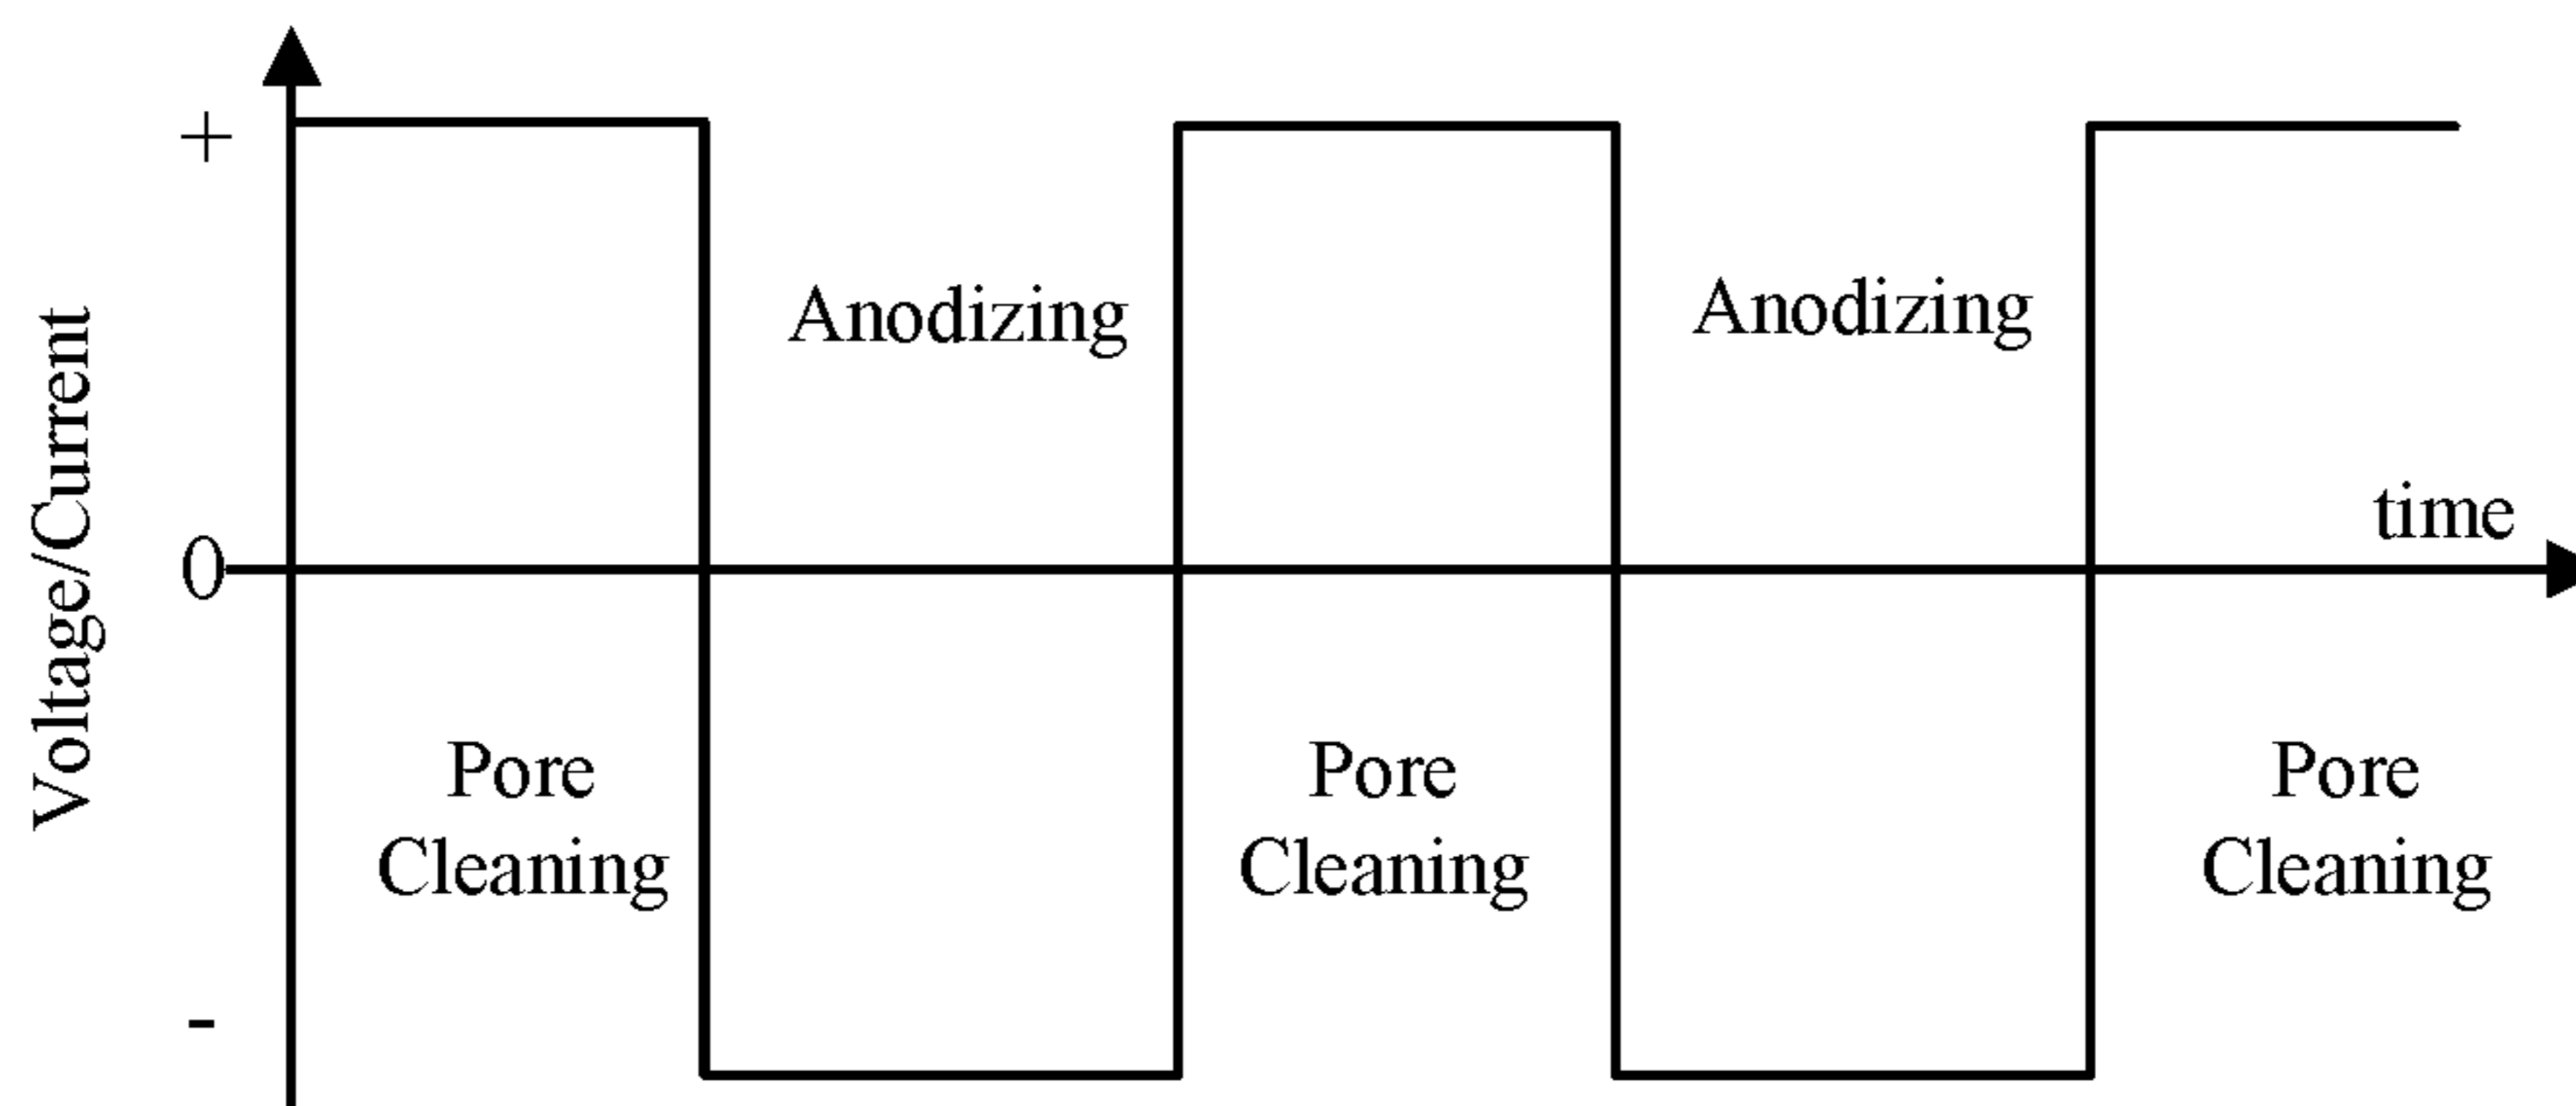 +
Anodizing
Anodizing
Voltage/Current
time
0
Pore
Cleaning
Pore
Cleaning
Pore
Cleaning
-